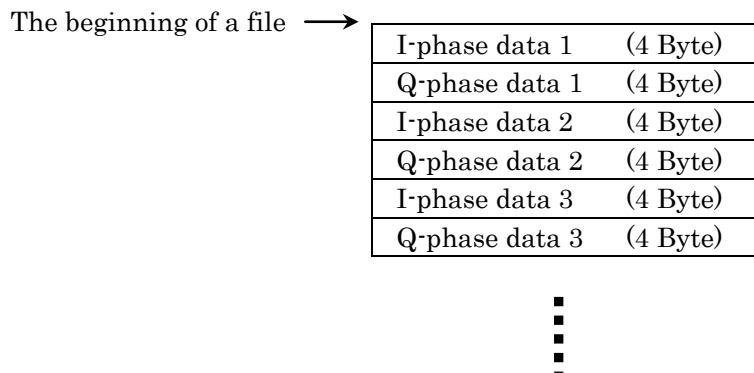 The beginning of a file
I-phase data 1 (4 Byte)
Q-phase data 1 (4 Byte)
I-phase data 2 (4 Byte)
Q-phase data 2 (4 Byte)
I-phase data 3 (4 Byte)
Q-phase data 3 (4 Byte)